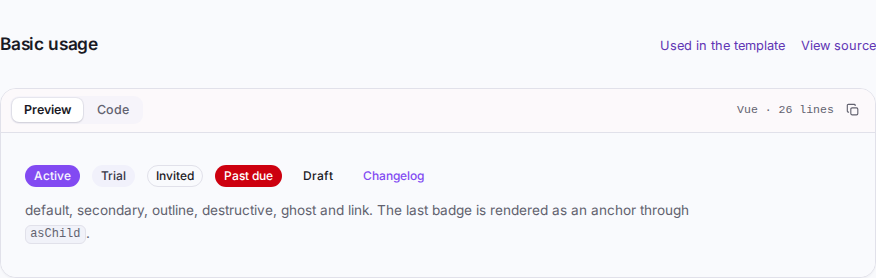 Basic usage
Used in the template View source
Preview Code
Vue · 26 lines
Active Trial Invited Past due Draft Changelog
default, secondary, outline, destructive, ghost and link. The last badge is rendered as an anchor through
asChild.